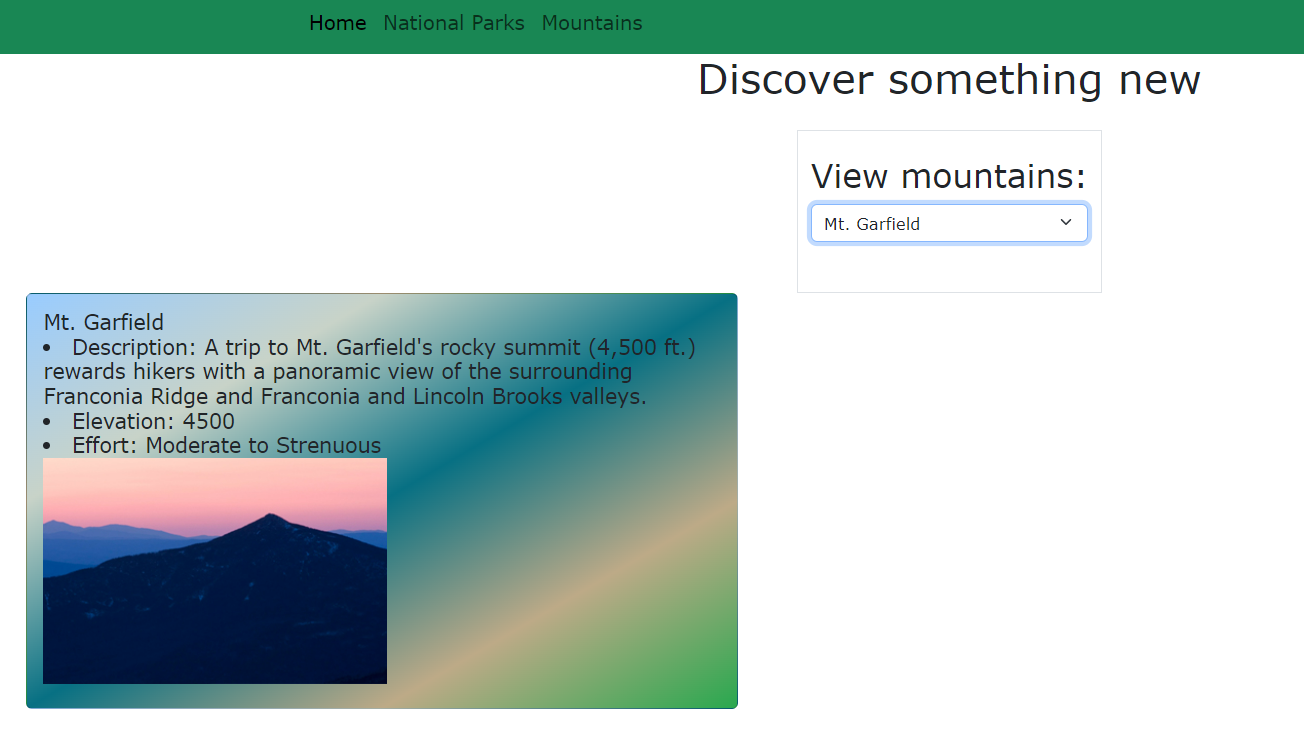 Home National Parks Mountains
Discover something new
View mountains:
Mt. Garfield
Mt. Garfield
• Description: A trip to Mt. Garfield's rocky summit (4,500 ft.)
rewards hikers with a panoramic view of the surrounding
Franconia Ridge and Franconia and Lincoln Brooks valleys.
• Elevation: 4500
• Effort: Moderate to Strenuous